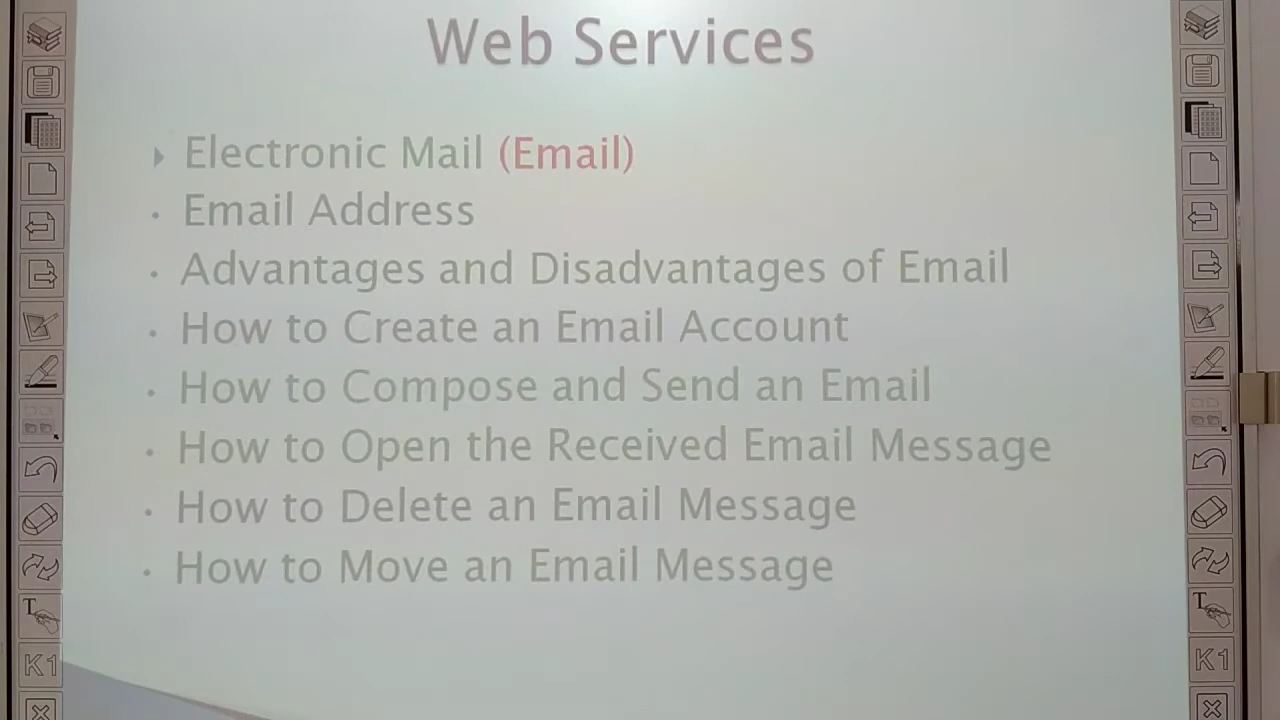 Web Services
Electronic Mail (Email)
Email Address
Advantages and Disadvantages of Email
How to Create an Email Account
How to Compose and Send an Email
How to Open the Received Email Message
How to Delete an Email Message
How to Move an Email Message
T
K1
T
K1